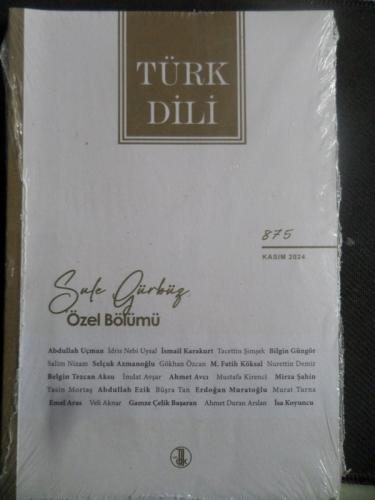 TÜRK
DİLİ
875
KASIM 2024
Şule Gürbüz
Özel Bölümü
Abdullah Uçman İdris Nebi Uysal İsmail Karakurt Tacettin Şimşek Bilgin Güngör
Salim Nizam Selçuk Azmanoğlu Gökhan Özcan M. Fatih Köksal Nurettin Demir
Belgin Tezcan Aksu İmdat Avşar Ahmet Avcı Mustafa Kirenci Mirza Şahin
Yasin Mortaş Abdullah Ezik Büşra Tan Erdoğan Muratoğlu Murat Turna
Emel Aras Veli Aknar Gamze Çelik Başaran Ahmet Duran Arslan İsa Koyuncu